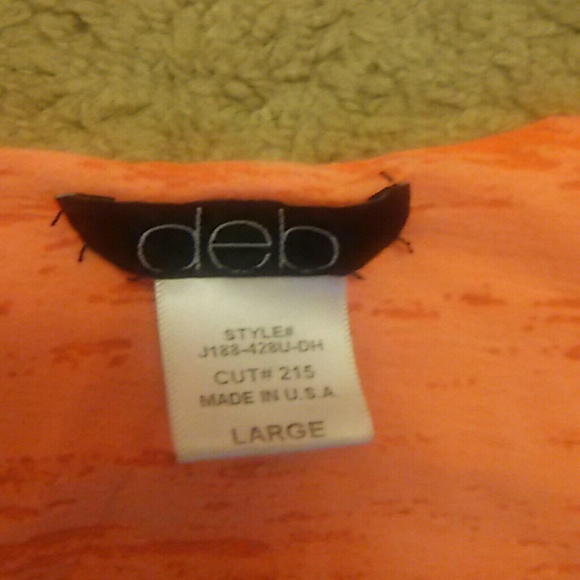 deb
STYLE#
J188-428U-DH
CUT# 215
MADE IN U.S.A.
LARGE